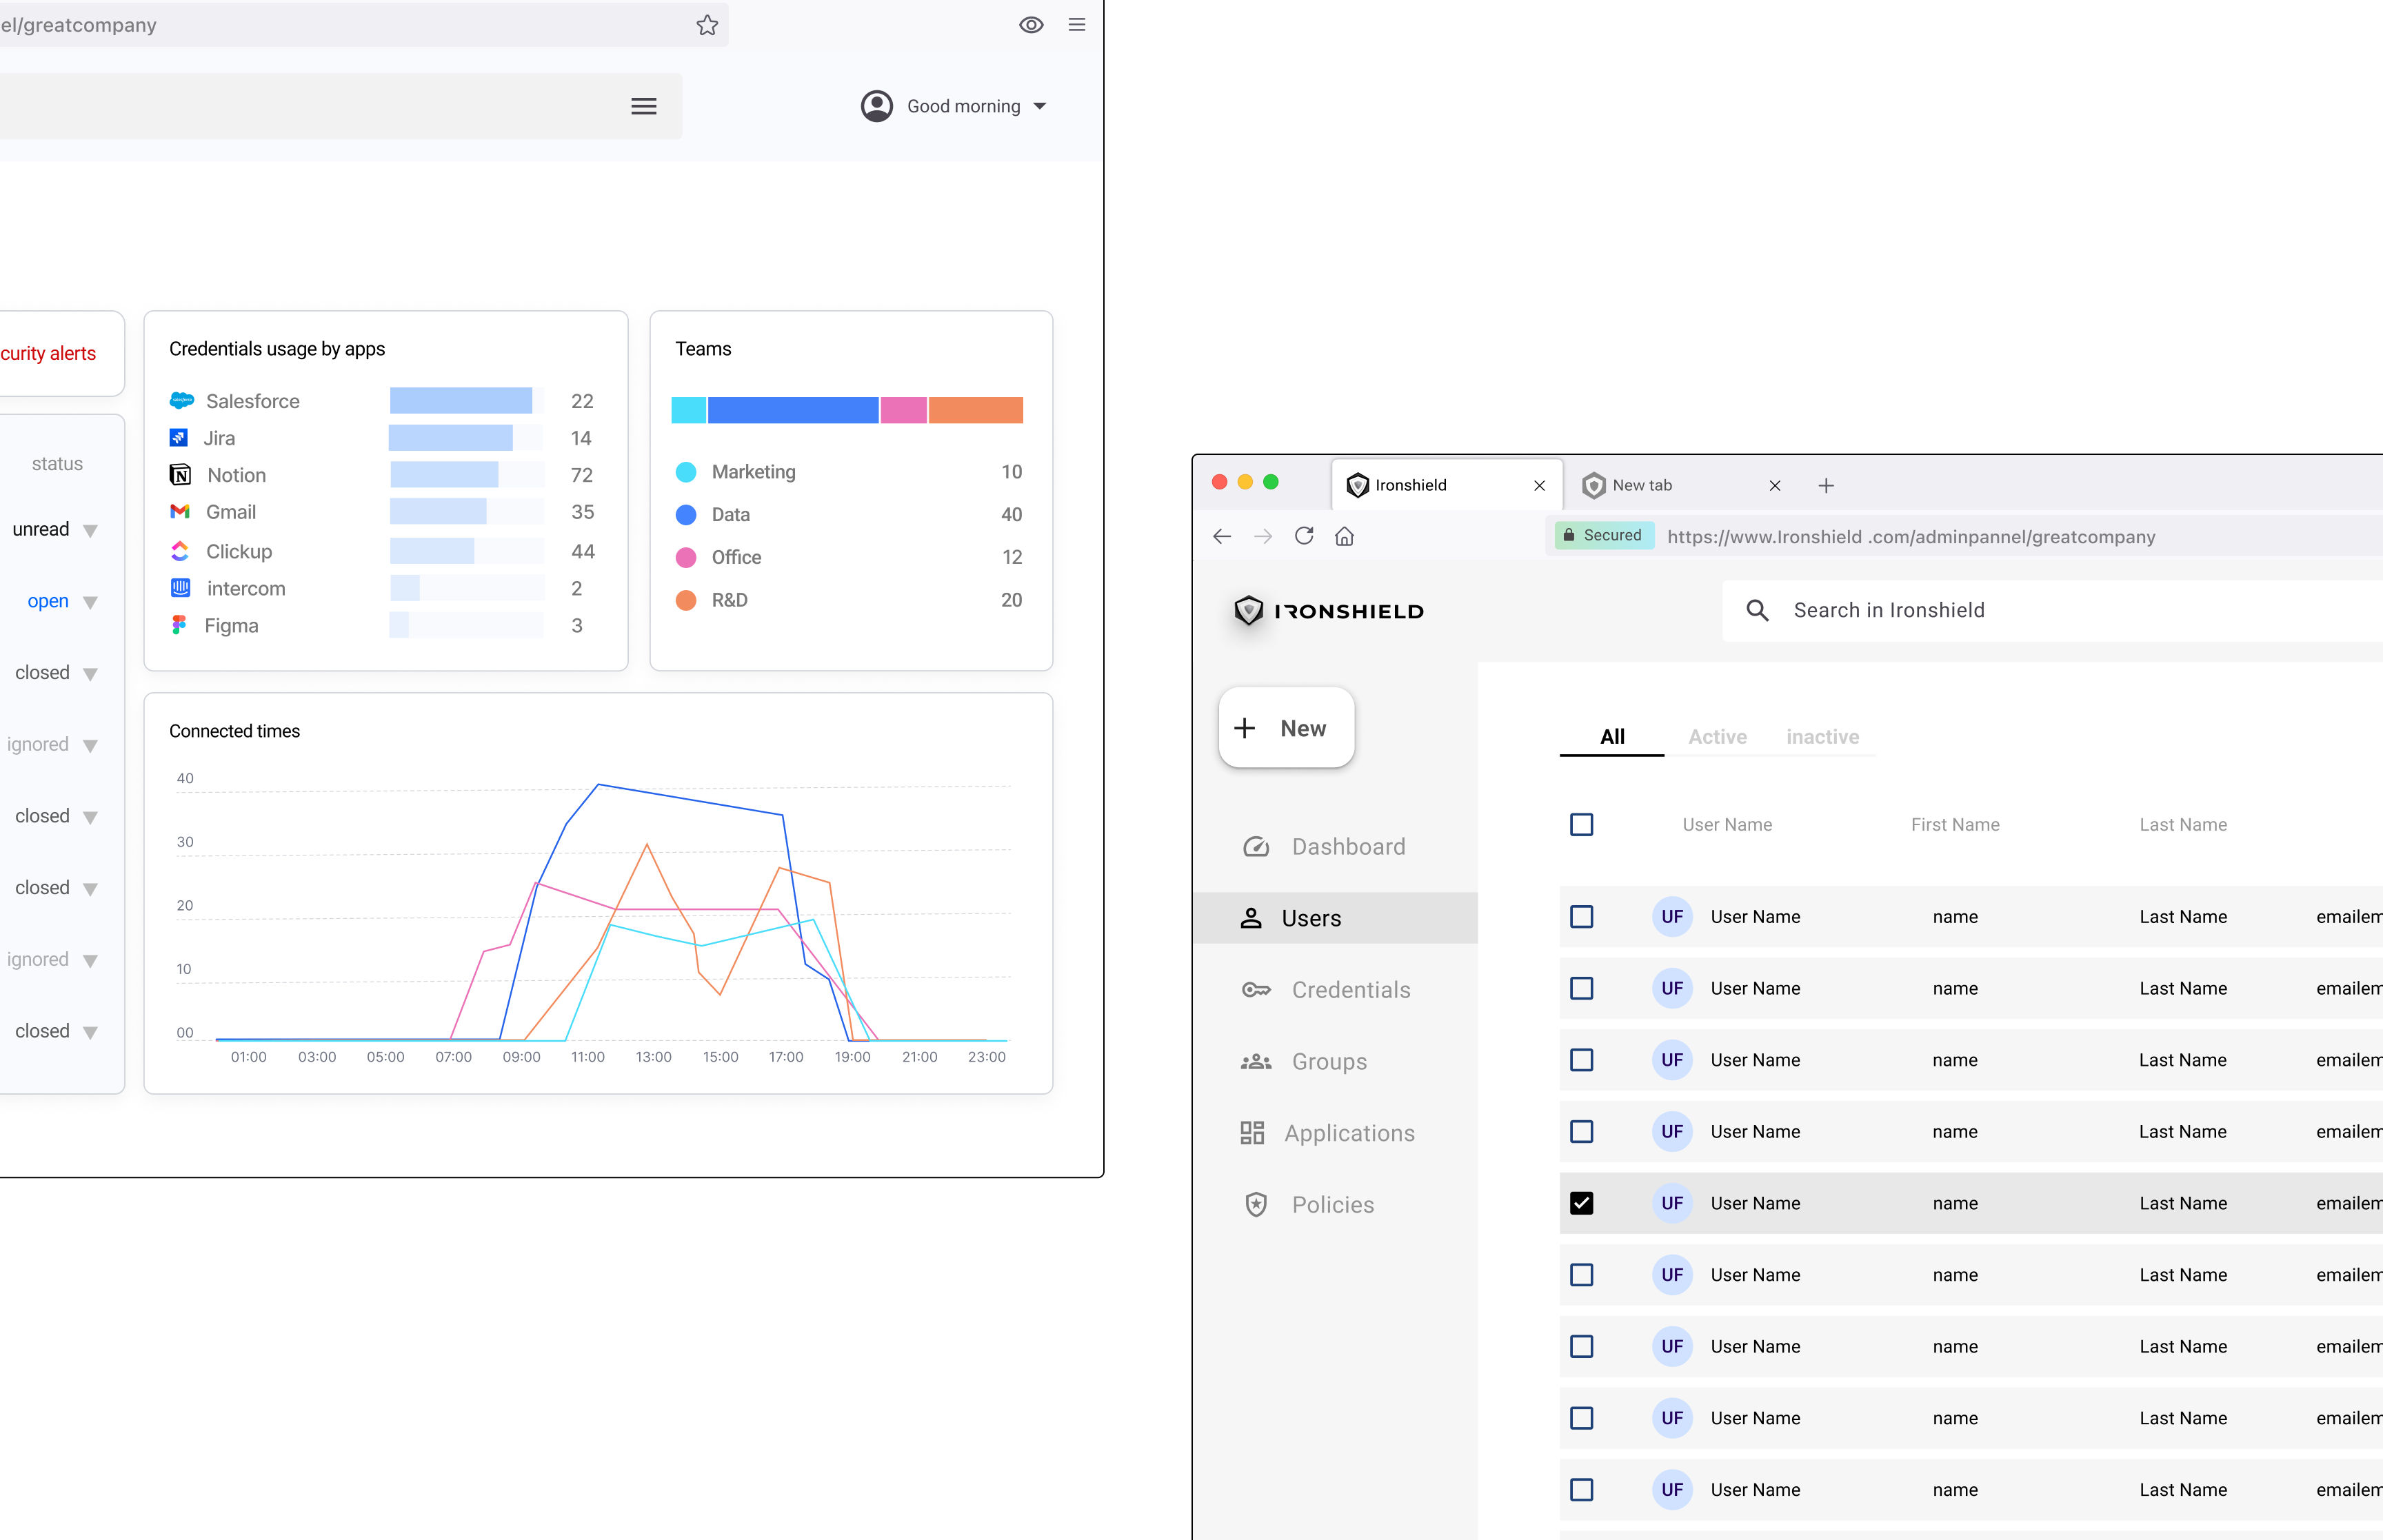 el/greatcompany
Good morning
curity alerts
status
unread
open
closed
ignored
closed
closed
ignored
closed
Credentials usage by apps
Salesforce 22
Jira 14
Notion 72
Gmail 35
Clickup 44
intercom 2
Figma 3
Teams
Marketing 10
Data 40
Office 12
R&D 20
Connected times
40
30
20
10
00
01:00 03:00 05:00 07:00 09:00 11:00 13:00 15:00 17:00 19:00 21:00 23:00
Ironshield New tab
Secured https://www.Ironshield .com/adminpannel/greatcompany
IRONSHIELD
Search in Ironshield
New
Dashboard
Users
Credentials
Groups
Applications
Policies
All Active inactive
User Name First Name Last Name
UF User Name name Last Name emailem
UF User Name name Last Name emailem
UF User Name name Last Name emailem
UF User Name name Last Name emailem
UF User Name name Last Name emailem
UF User Name name Last Name emailem
UF User Name name Last Name emailem
UF User Name name Last Name emailem
UF User Name name Last Name emailem